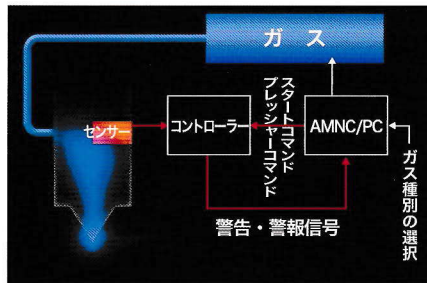 ガス
センサー
コントローラー
スタートコマンド
プレッシャーコマンド
AMNC/PC
ガス種別の選択
警告・警報信号